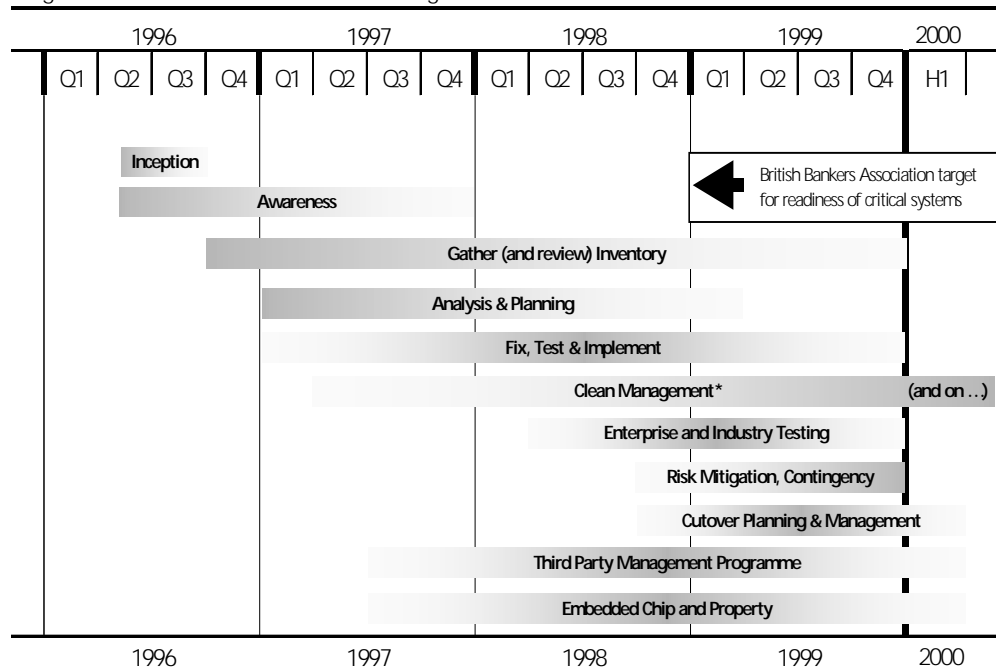 1996 1997 1998 1999 2000
Q1 Q2 Q3 Q4 Q1 Q2 Q3 Q4 Q1 Q2 Q3 Q4 Q1 Q2 Q3 Q4 H1
Inception
British Bankers Association target
for readiness of critical systems
Awareness
Gather (and review) Inventory
Analysis & Planning
Fix, Test & Implement
Clean Management* (and on ...)
Enterprise and Industry Testing
Risk Mitigation, Contingency
Cutover Planning & Management
Third Party Management Programme
Embedded Chip and Property
1996 1997 1998 1999 2000